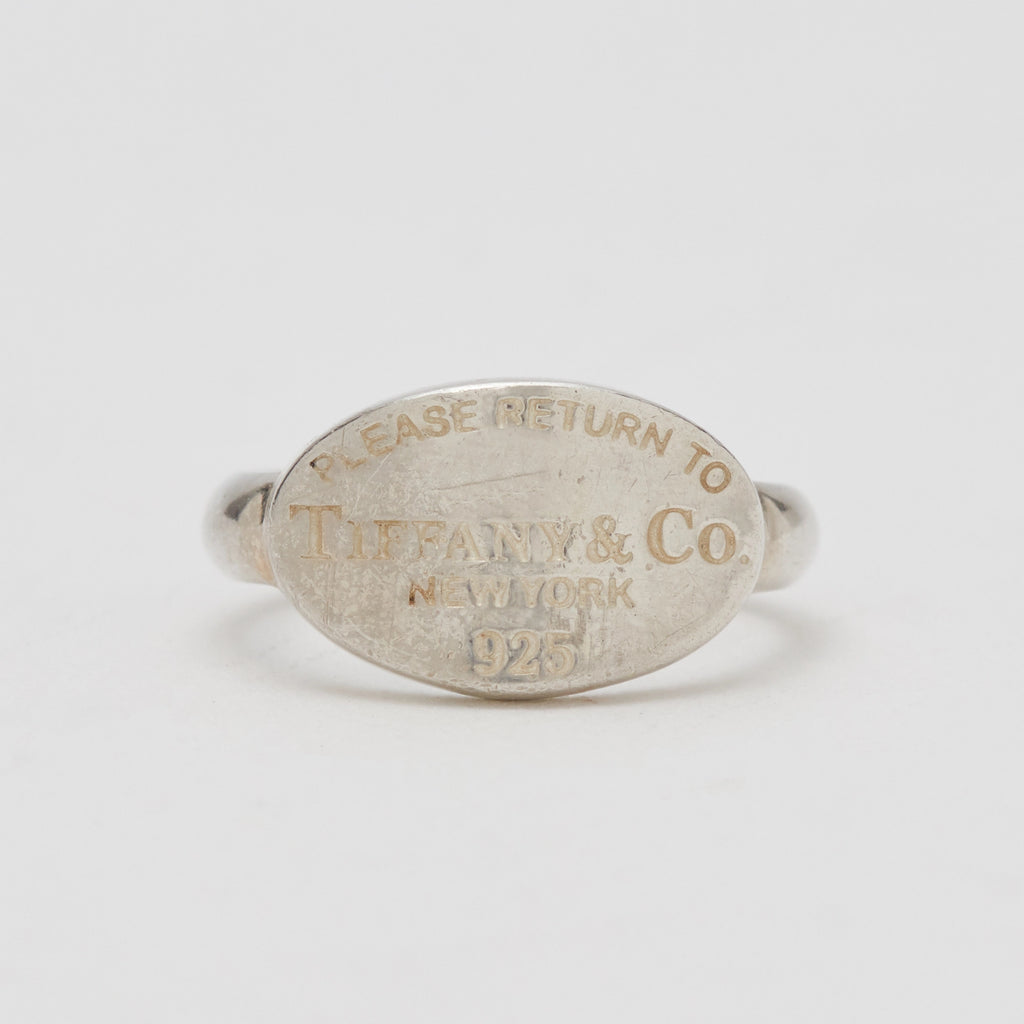 PLEASE RETURN TO
TIFFANY & CO.
NEW YORK
925